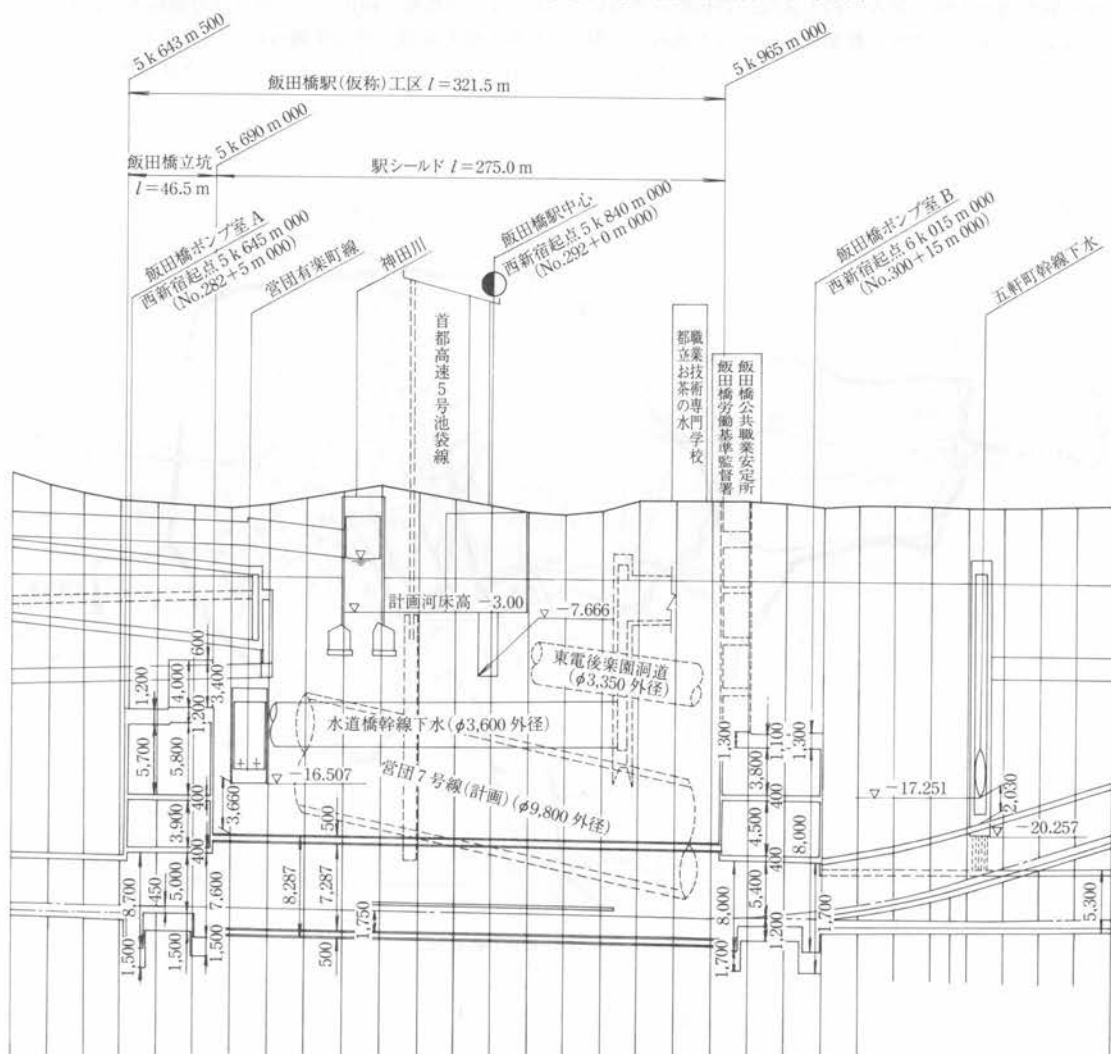 5 k 643 m 500
5 k 965 m 000
飯田橋駅(仮称)工区 l=321.5 m
5 k 690 m 000
飯田橋立坑
l=46.5 m
駅シールド l=275.0 m
飯田橋ポンプ室 A
西新宿起点 5 k 645 m 000
(No.282+5 m 000)
営団有楽町線
神田川
飯田橋駅中心
西新宿起点 5 k 840 m 000
(No.292+0 m 000)
飯田橋ポンプ室 B
西新宿起点 6 k 015 m 000
(No.300+15 m 000)
五軒町幹線下水
首都高速5号池袋線
職業技術専門学校
都立お茶の水
飯田橋公共職業安定所
飯田橋労働基準監督署
計画河床高 -3.00
-7.666
東電後楽園洞道
(φ3,350 外径)
水道橋幹線下水(φ3,600 外径)
営団7号線(計画)(φ9,800 外径)
-16.507
-17.251
-20.257
600
1,200
4,000
3,400
1,200
5,700
5,800
400
3,900
400
3,660
500
8,700
450
5,000
7,600
8,287
7,287
1,750
1,500
1,500
1,500
500
1,300
1,100
1,300
3,800
400
4,500
8,000
400
5,400
8,000
1,200
1,700
1,700
2,030
5,300